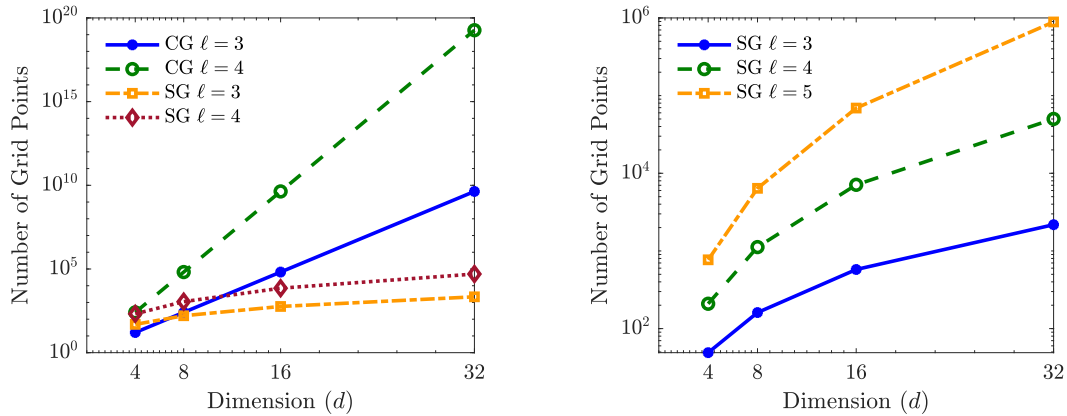 Number of Grid Points
10^20
10^15
10^10
10^5
10^0
CG ℓ = 3
CG ℓ = 4
SG ℓ = 3
SG ℓ = 4
4 8 16 32
Dimension (d)
Number of Grid Points
10^6
10^4
10^2
SG ℓ = 3
SG ℓ = 4
SG ℓ = 5
4 8 16 32
Dimension (d)